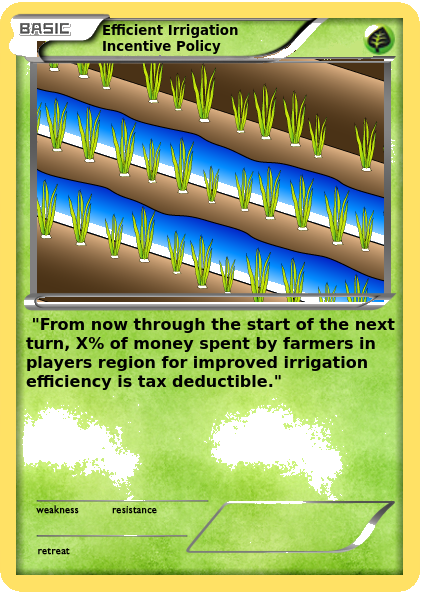 BASIC
Efficient Irrigation
Incentive Policy
"From now through the start of the next
turn, X% of money spent by farmers in
players region for improved irrigation
efficiency is tax deductible."
weakness resistance
retreat